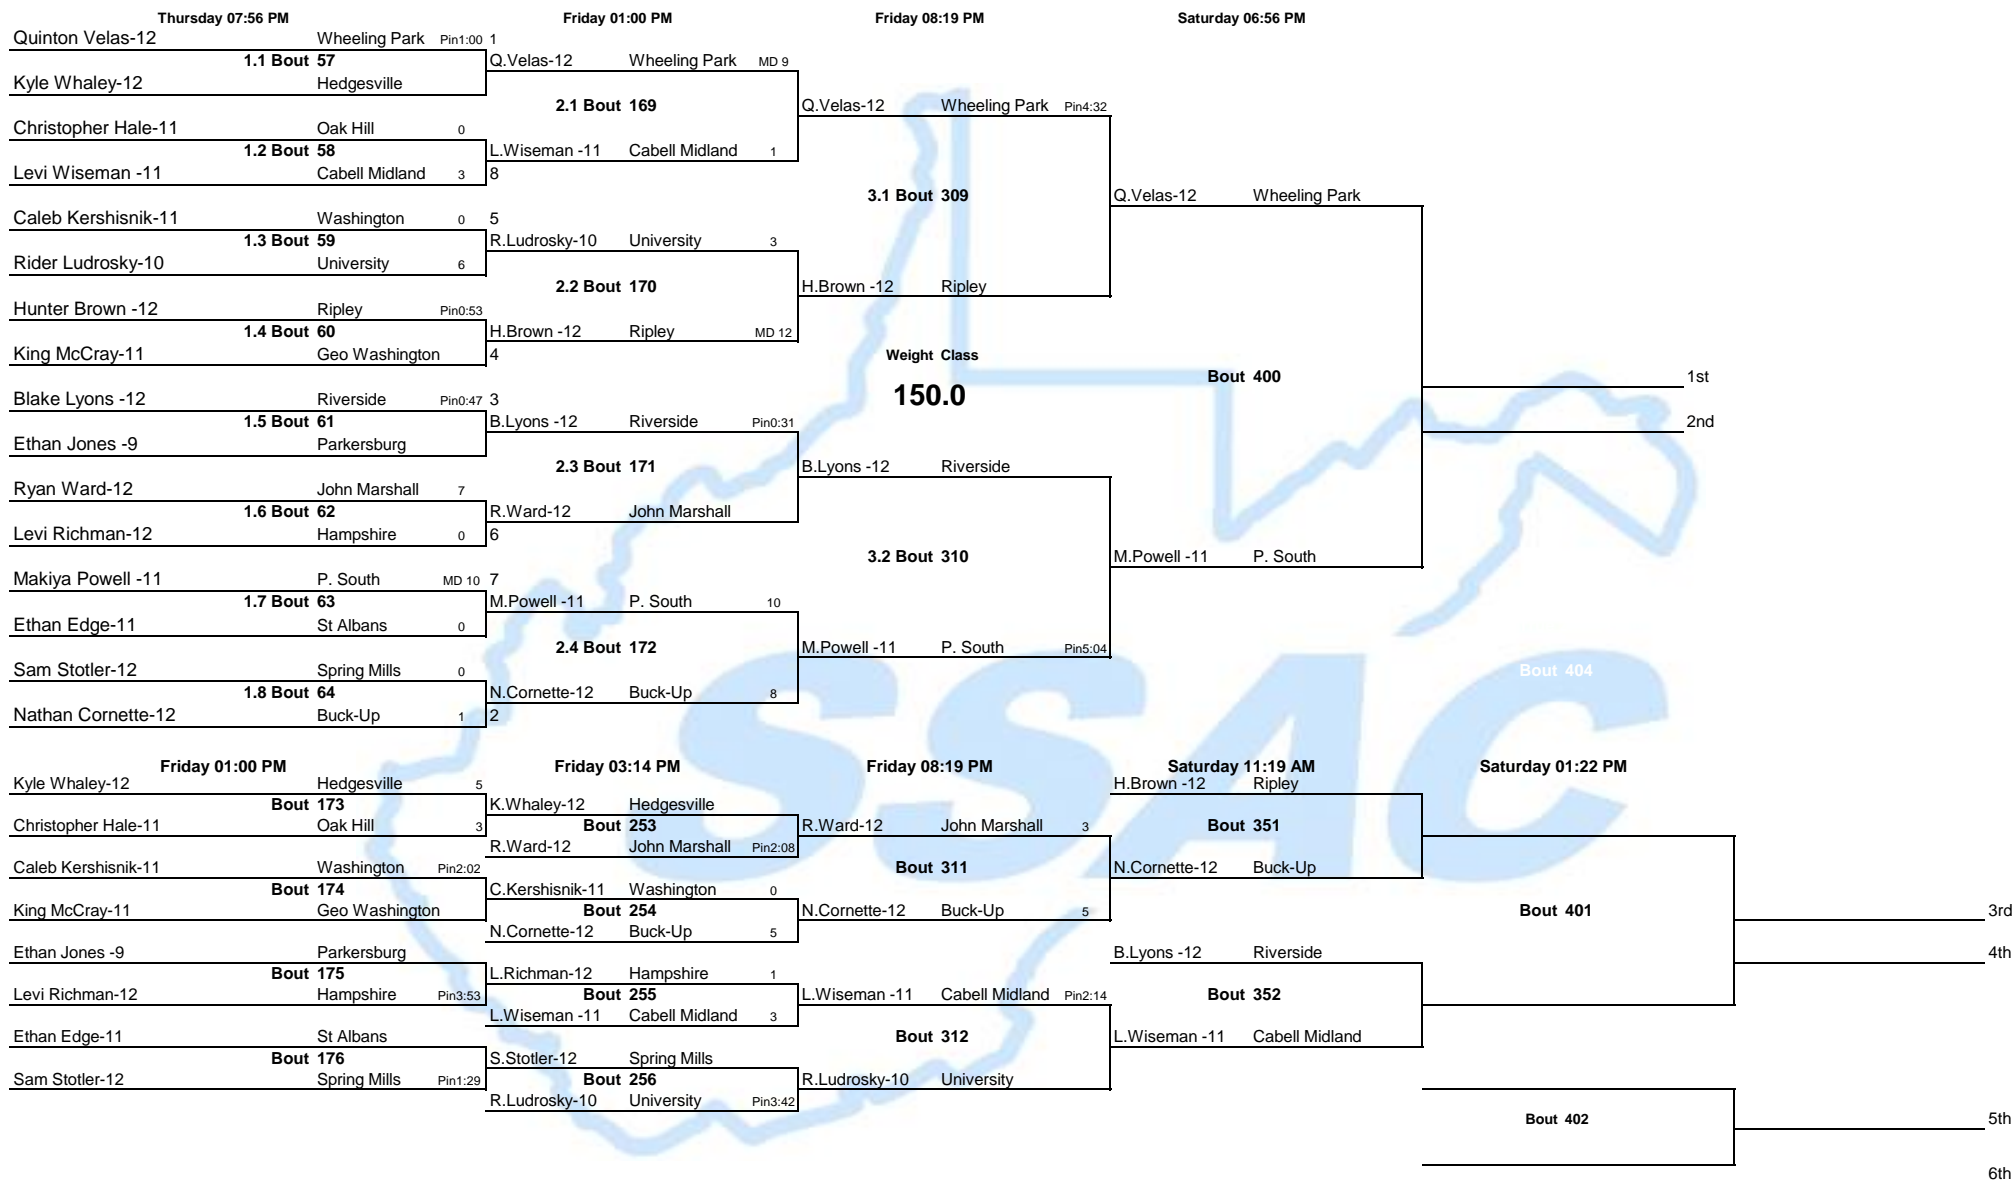 Thursday 07:56 PM Friday 01:00 PM Friday 08:19 PM Saturday 06:56 PM
Quinton Velas-12 Wheeling Park Pin1:00 1
1.1 Bout 57 Q.Velas-12 Wheeling Park MD 9
Kyle Whaley-12 Hedgesville
2.1 Bout 169 Q.Velas-12 Wheeling Park Pin4:32
Christopher Hale-11 Oak Hill 0
1.2 Bout 58 L.Wiseman -11 Cabell Midland 1
Levi Wiseman -11 Cabell Midland 3 8
3.1 Bout 309 Q.Velas-12 Wheeling Park
Caleb Kershisnik-11 Washington 0 5
1.3 Bout 59 R.Ludrosky-10 University 3
Rider Ludrosky-10 University 6
2.2 Bout 170 H.Brown -12 Ripley
Hunter Brown -12 Ripley Pin0:53
1.4 Bout 60 H.Brown -12 Ripley MD 12
King McCray-11 Geo Washington 4 Weight Class
Bout 400 1st
Blake Lyons -12 Riverside Pin0:47 3 150.0
1.5 Bout 61 B.Lyons -12 Riverside Pin0:31 2nd
Ethan Jones -9 Parkersburg
2.3 Bout 171 B.Lyons -12 Riverside
Ryan Ward-12 John Marshall 7
1.6 Bout 62 R.Ward-12 John Marshall
Levi Richman-12 Hampshire 0 6
3.2 Bout 310 M.Powell -11 P. South
Makiya Powell -11 P. South MD 10 7
1.7 Bout 63 M.Powell -11 P. South 10
Ethan Edge-11 St Albans 0
2.4 Bout 172 M.Powell -11 P. South Pin5:04
Sam Stotler-12 Spring Mills 0 Bout 404
1.8 Bout 64 N.Cornette-12 Buck-Up 8
Nathan Cornette-12 Buck-Up 1 2
SSAC
Friday 01:00 PM Friday 03:14 PM Friday 08:19 PM Saturday 11:19 AM Saturday 01:22 PM
Kyle Whaley-12 Hedgesville 5 H.Brown -12 Ripley
Bout 173 K.Whaley-12 Hedgesville
Christopher Hale-11 Oak Hill 3 Bout 253 R.Ward-12 John Marshall 3 Bout 351
R.Ward-12 John Marshall Pin2:08
Caleb Kershisnik-11 Washington Pin2:02 Bout 311 N.Cornette-12 Buck-Up
Bout 174 C.Kershisnik-11 Washington 0
King McCray-11 Geo Washington Bout 254 N.Cornette-12 Buck-Up 5 Bout 401 3rd
N.Cornette-12 Buck-Up 5
Ethan Jones -9 Parkersburg B.Lyons -12 Riverside 4th
Bout 175 L.Richman-12 Hampshire 1
Levi Richman-12 Hampshire Pin3:53 Bout 255 L.Wiseman -11 Cabell Midland Pin2:14 Bout 352
L.Wiseman -11 Cabell Midland 3
Ethan Edge-11 St Albans Bout 312 L.Wiseman -11 Cabell Midland
Bout 176 S.Stotler-12 Spring Mills
Sam Stotler-12 Spring Mills Pin1:29 Bout 256 R.Ludrosky-10 University
R.Ludrosky-10 University Pin3:42
Bout 402 5th
6th